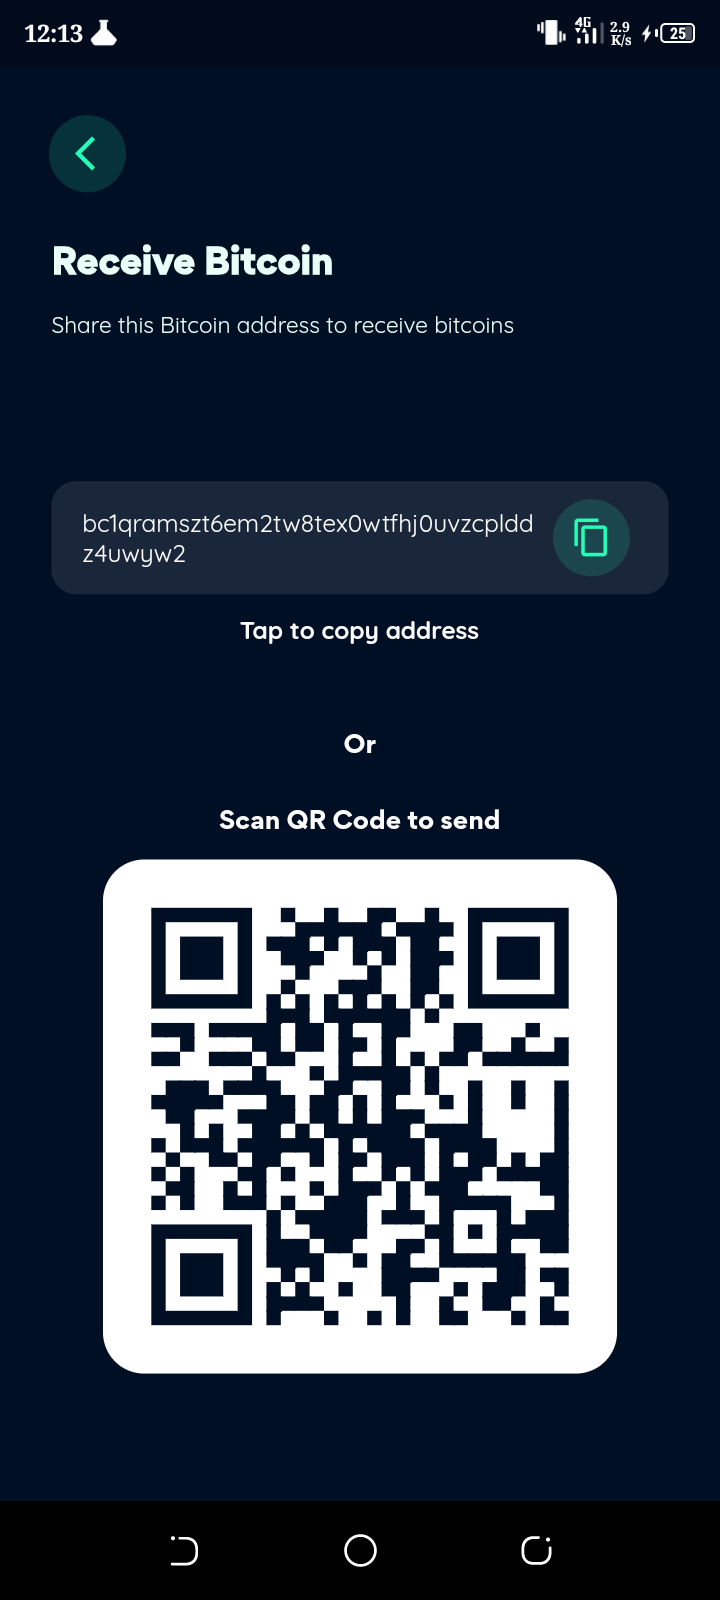 12:13
4G
2.9
K/s
25
Receive Bitcoin
Share this Bitcoin address to receive bitcoins
bc1qramszt6em2tw8tex0wtfhj0uvzcpldd
z4uwyw2
Tap to copy address
Or
Scan QR Code to send